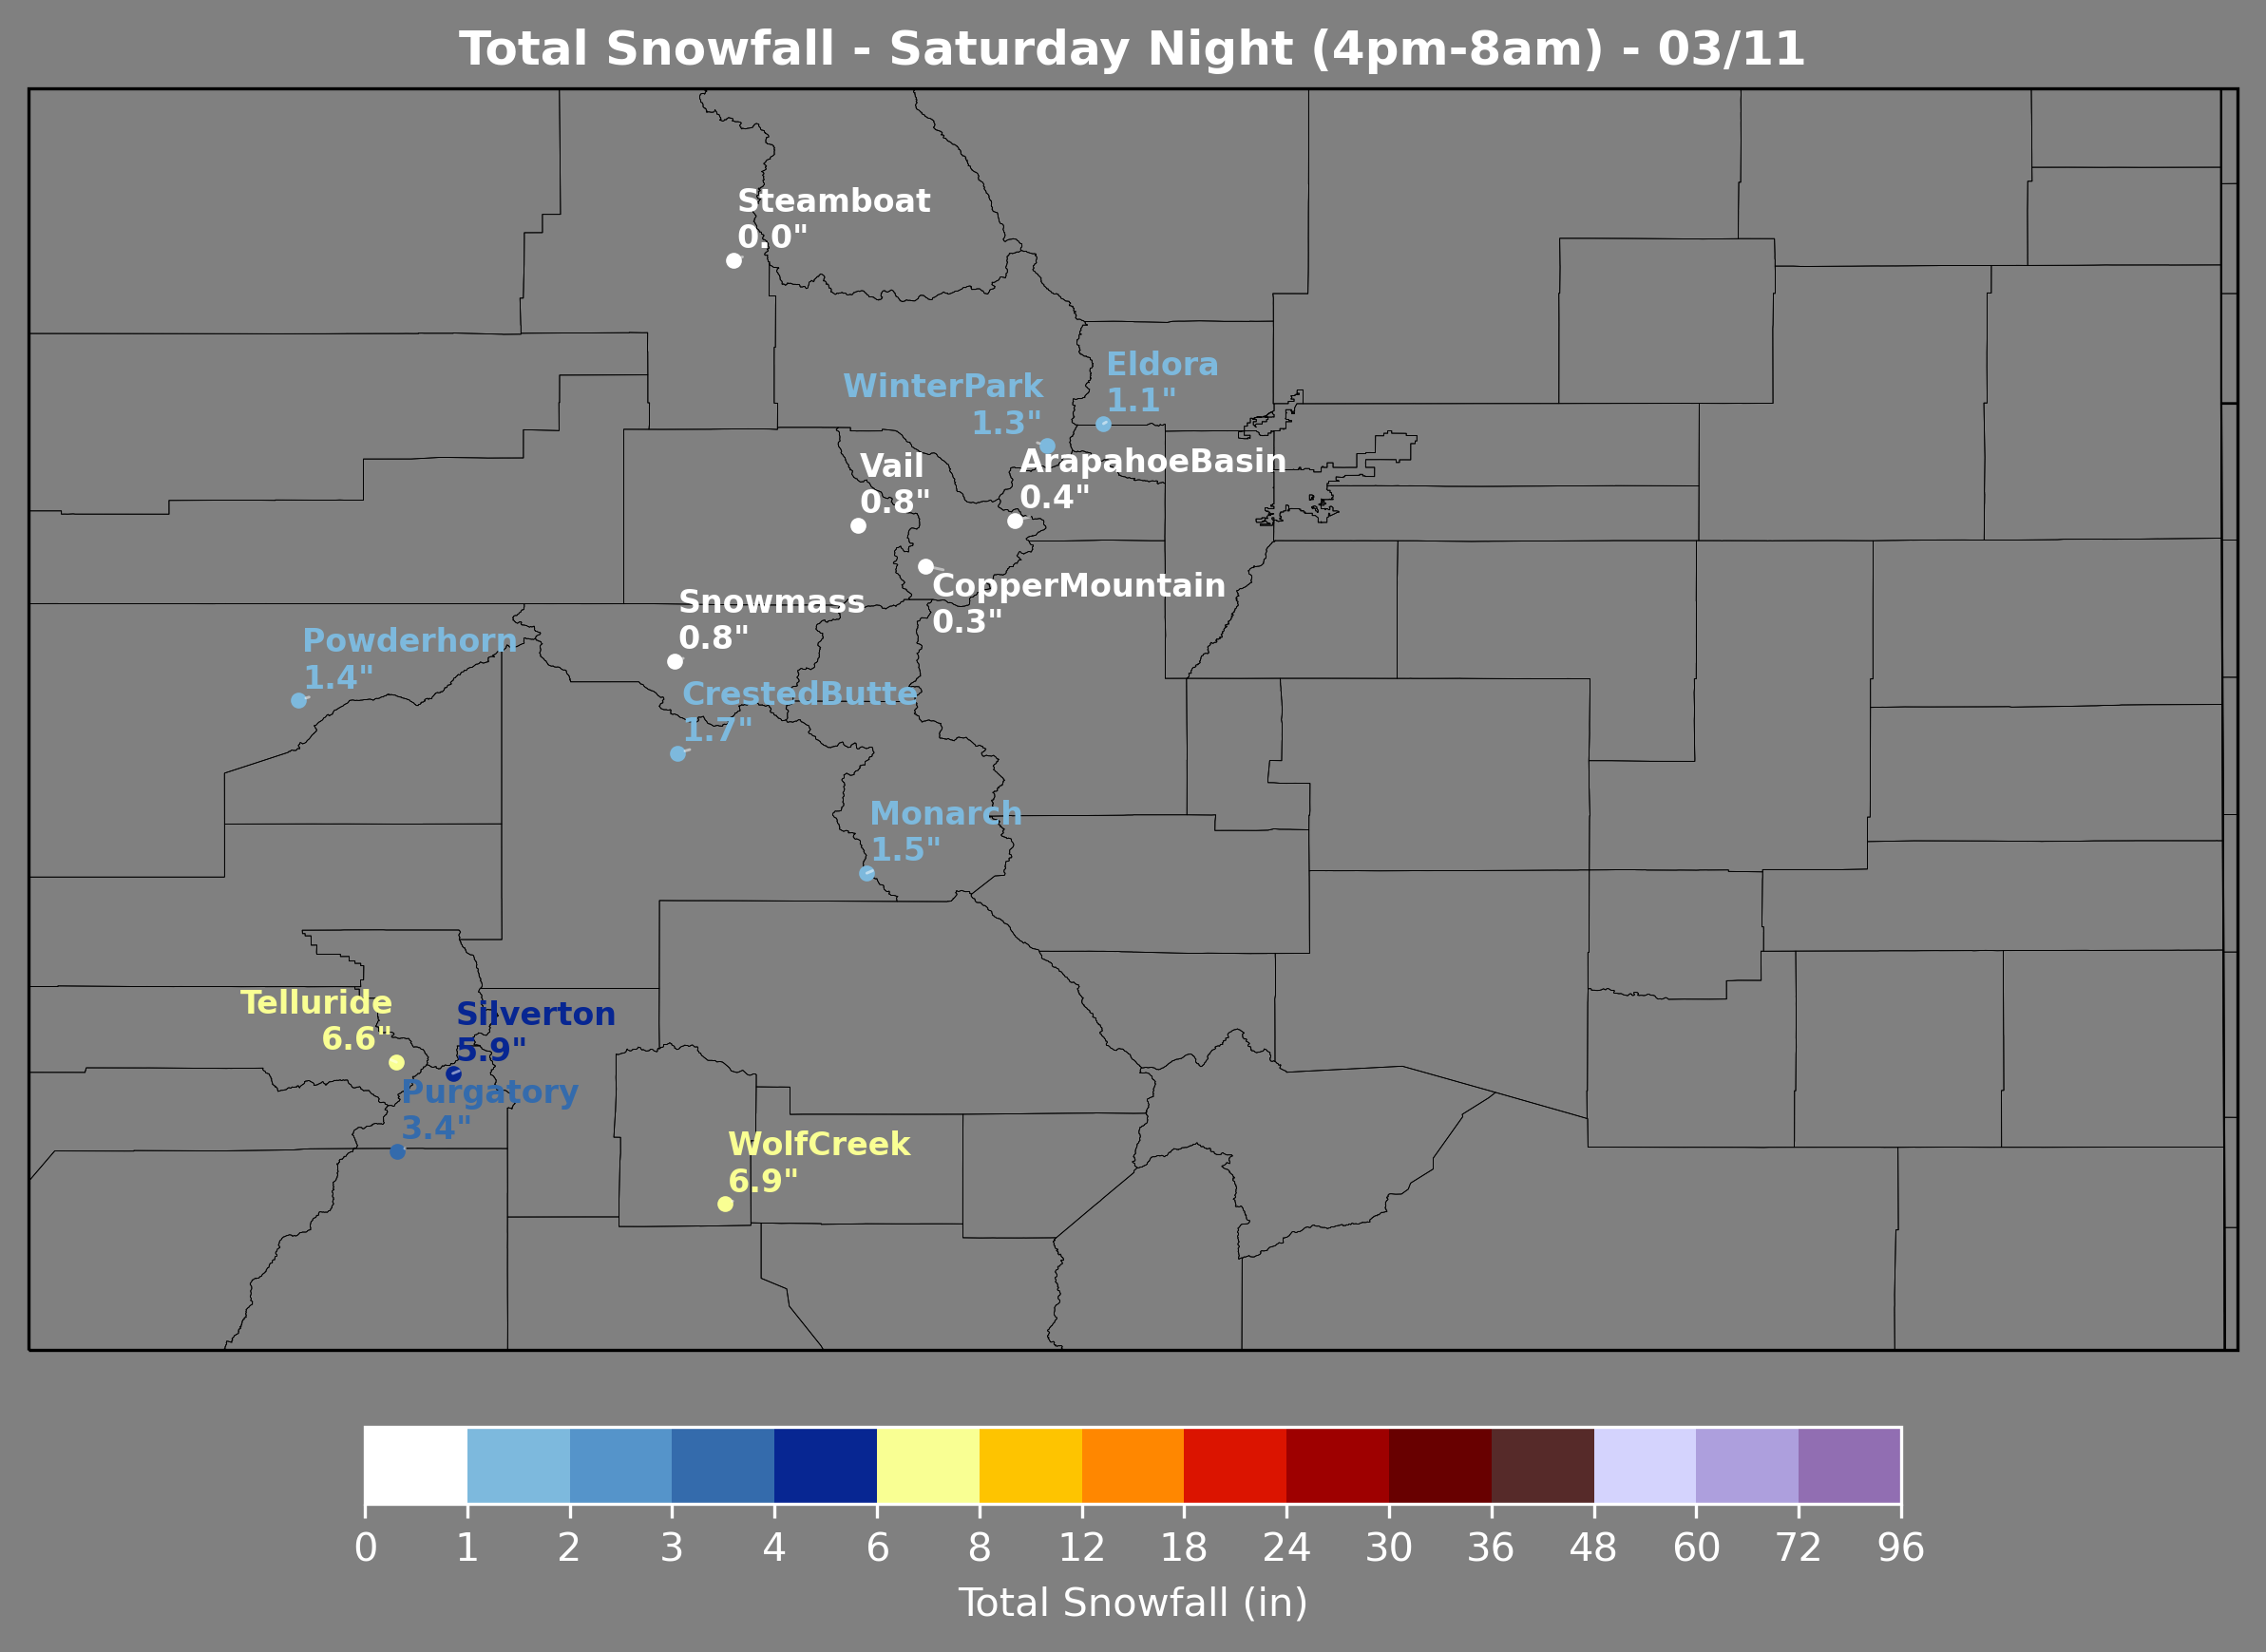 Total Snowfall - Saturday Night (4pm-8am) - 03/11
Steamboat
0.0"
Eldora
1.1"
WinterPark
1.3"
ArapahoeBasin
0.4"
Vail
0.8"
CopperMountain
0.3"
Snowmass
0.8"
Powderhorn
1.4"
CrestedButte
1.7"
Monarch
1.5"
Telluride
6.6"
Silverton
5.9"
Purgatory
3.4"
WolfCreek
6.9"
0 1 2 3 4 6 8 12 18 24 30 36 48 60 72 96
Total Snowfall (in)